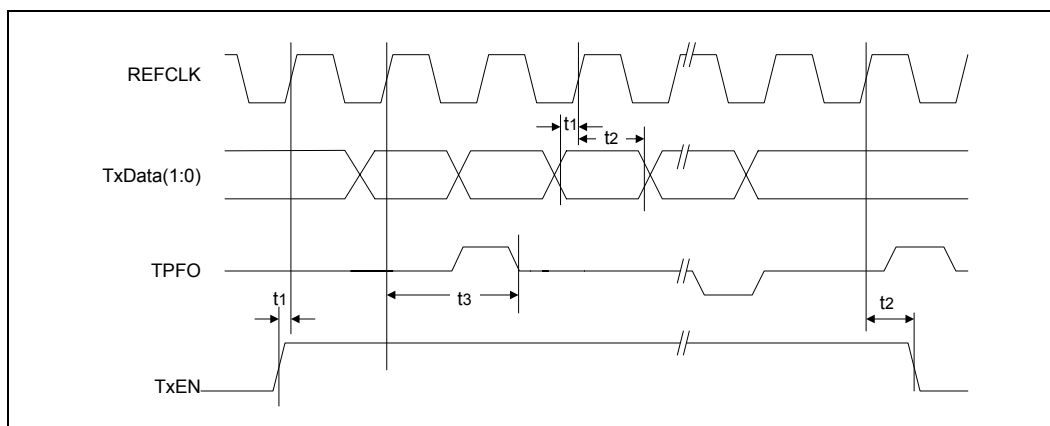 REFCLK
t1
t2
TxData(1:0)
TPFO
t1
t3
t2
TxEN